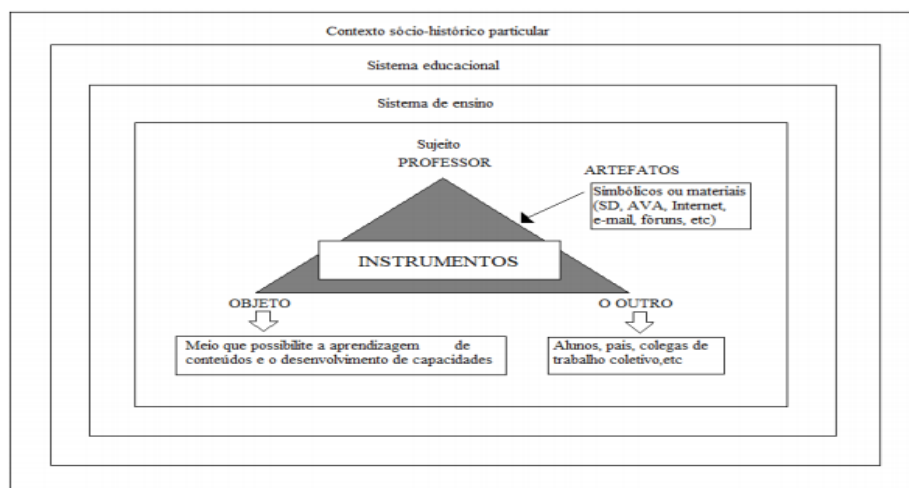 Contexto sócio-histórico particular
Sistema educacional
Sistema de ensino
Sujeito
PROFESSOR
ARTEFATOS
Simbólicos ou materiais
(SD, AVA, Internet,
e-mail, fóruns, etc)
INSTRUMENTOS
OBJETO
Meio que possibilite a aprendizagem de
conteúdos e o desenvolvimento de capacidades
O OUTRO
Alunos, pais, colegas de
trabalho coletivo,etc